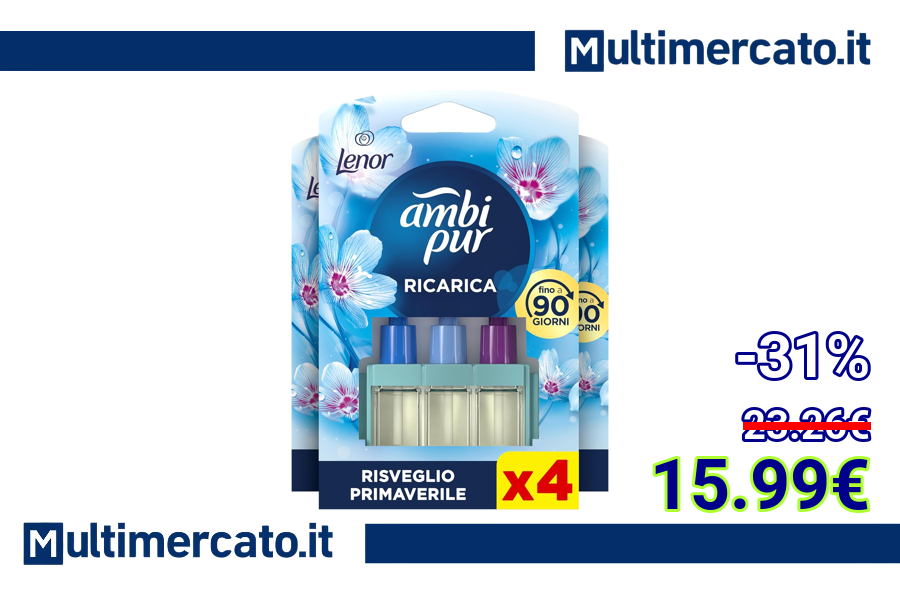 Multimercato.it
Lenor
ambi
pur
RICARICA
fino a
90
GIORNI
RISVEGLIO
PRIMAVERILE
x4
-31%
23.26€
15.99€
Multimercato.it